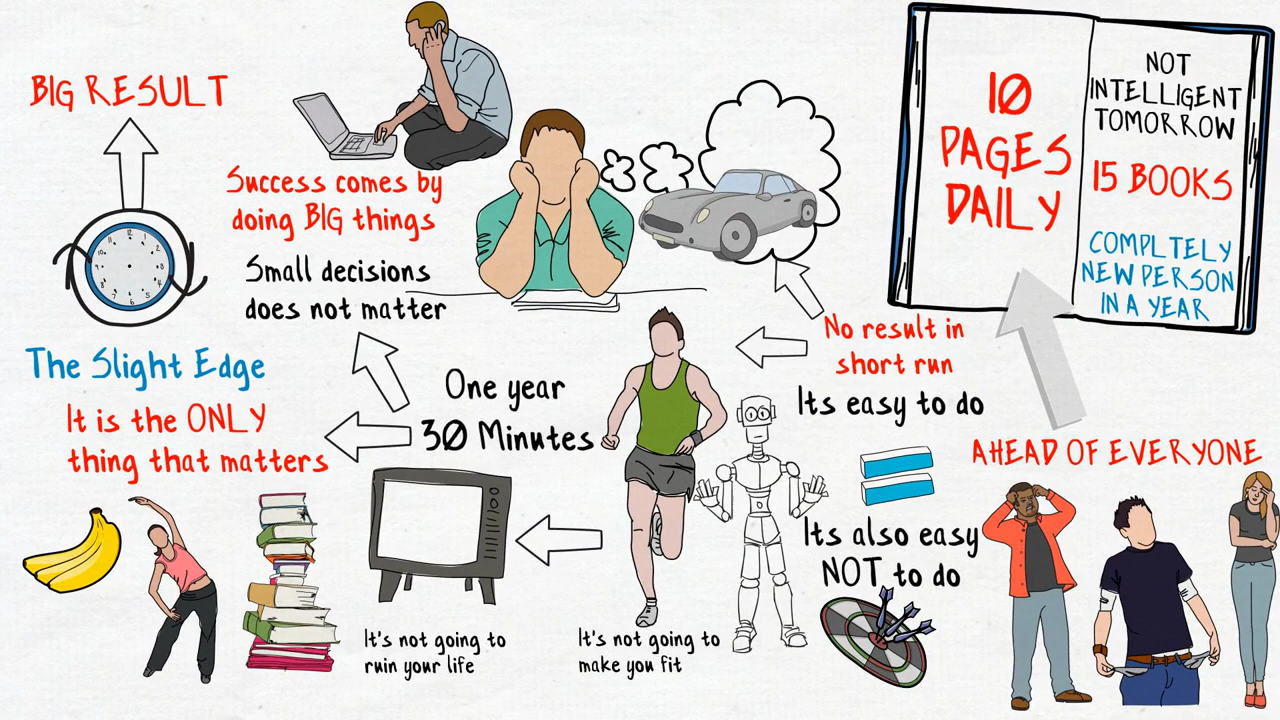 BIG RESULT
Success comes by
doing BIG things
Small decisions
does not matter
The Slight Edge
It is the ONLY
thing that matters
One year
30 Minutes
It's not going to
ruin your life
It's not going to
make you fit
No result in
short run
Its easy to do
Its also easy
NOT to do
10
PAGES
DAILY
NOT
INTELLIGENT
TOMORROW
15 BOOKS
COMPLTELY
NEW PERSON
IN A YEAR
AHEAD OF EVERYONE